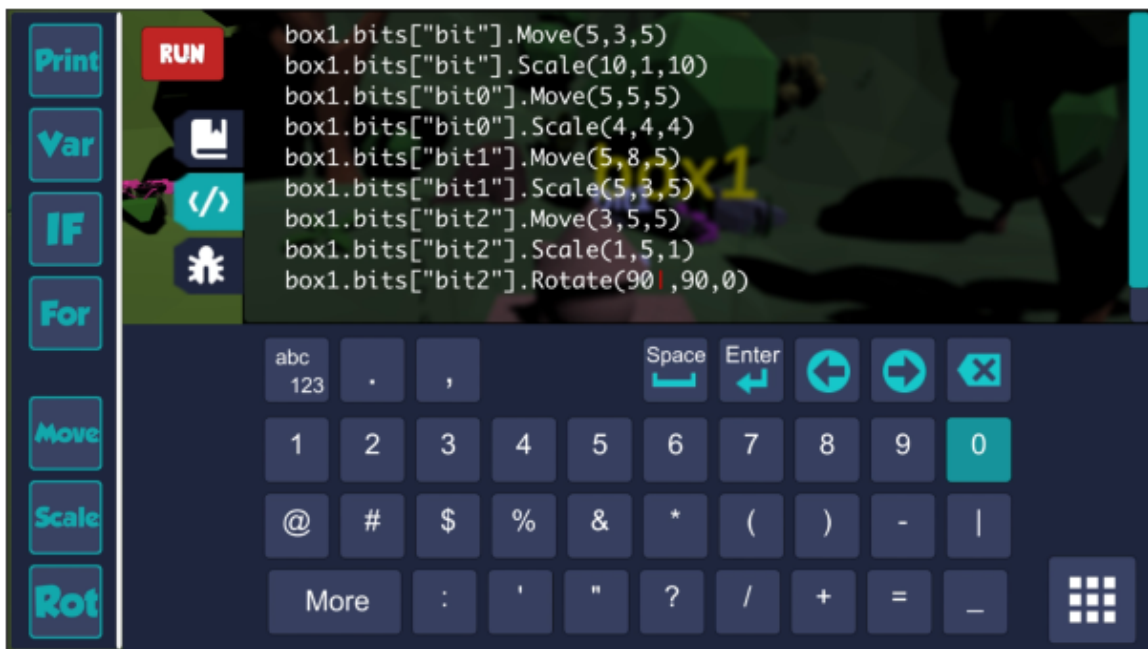 Print
Var
IF
For
Move
Scale
Rot
RUN
box1.bits["bit"].Move(5,3,5)
box1.bits["bit"].Scale(10,1,10)
box1.bits["bit0"].Move(5,5,5)
box1.bits["bit0"].Scale(4,4,4)
box1.bits["bit1"].Move(5,8,5)
box1.bits["bit1"].Scale(5,3,5)
box1.bits["bit2"].Move(3,5,5)
box1.bits["bit2"].Scale(1,5,1)
box1.bits["bit2"].Rotate(90|,90,0)
box1
</>
abc
123 . , Space Enter
1 2 3 4 5 6 7 8 9 0
@ # $ % & * ( ) - |
More : ' " ? / + = _